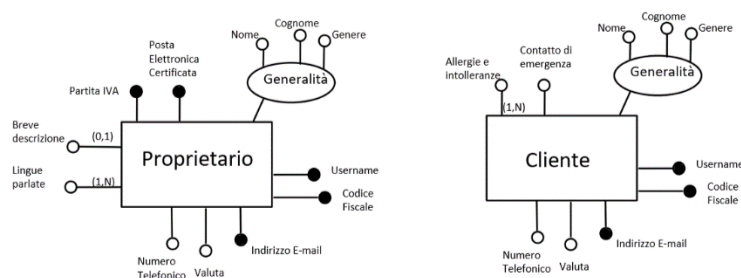 Nome
Cognome
Genere
Generalità
Posta
Elettronica
Certificata
Partita IVA
Breve
descrizione
(0,1)
Lingue
parlate
(1,N)
Proprietario
Username
Codice
Fiscale
Numero
Telefonico
Valuta
Indirizzo E-mail
Nome
Cognome
Genere
Generalità
Allergie e
intolleranze
Contatto di
emergenza
(1,N)
Cliente
Username
Codice
Fiscale
Numero
Telefonico
Valuta
Indirizzo E-mail